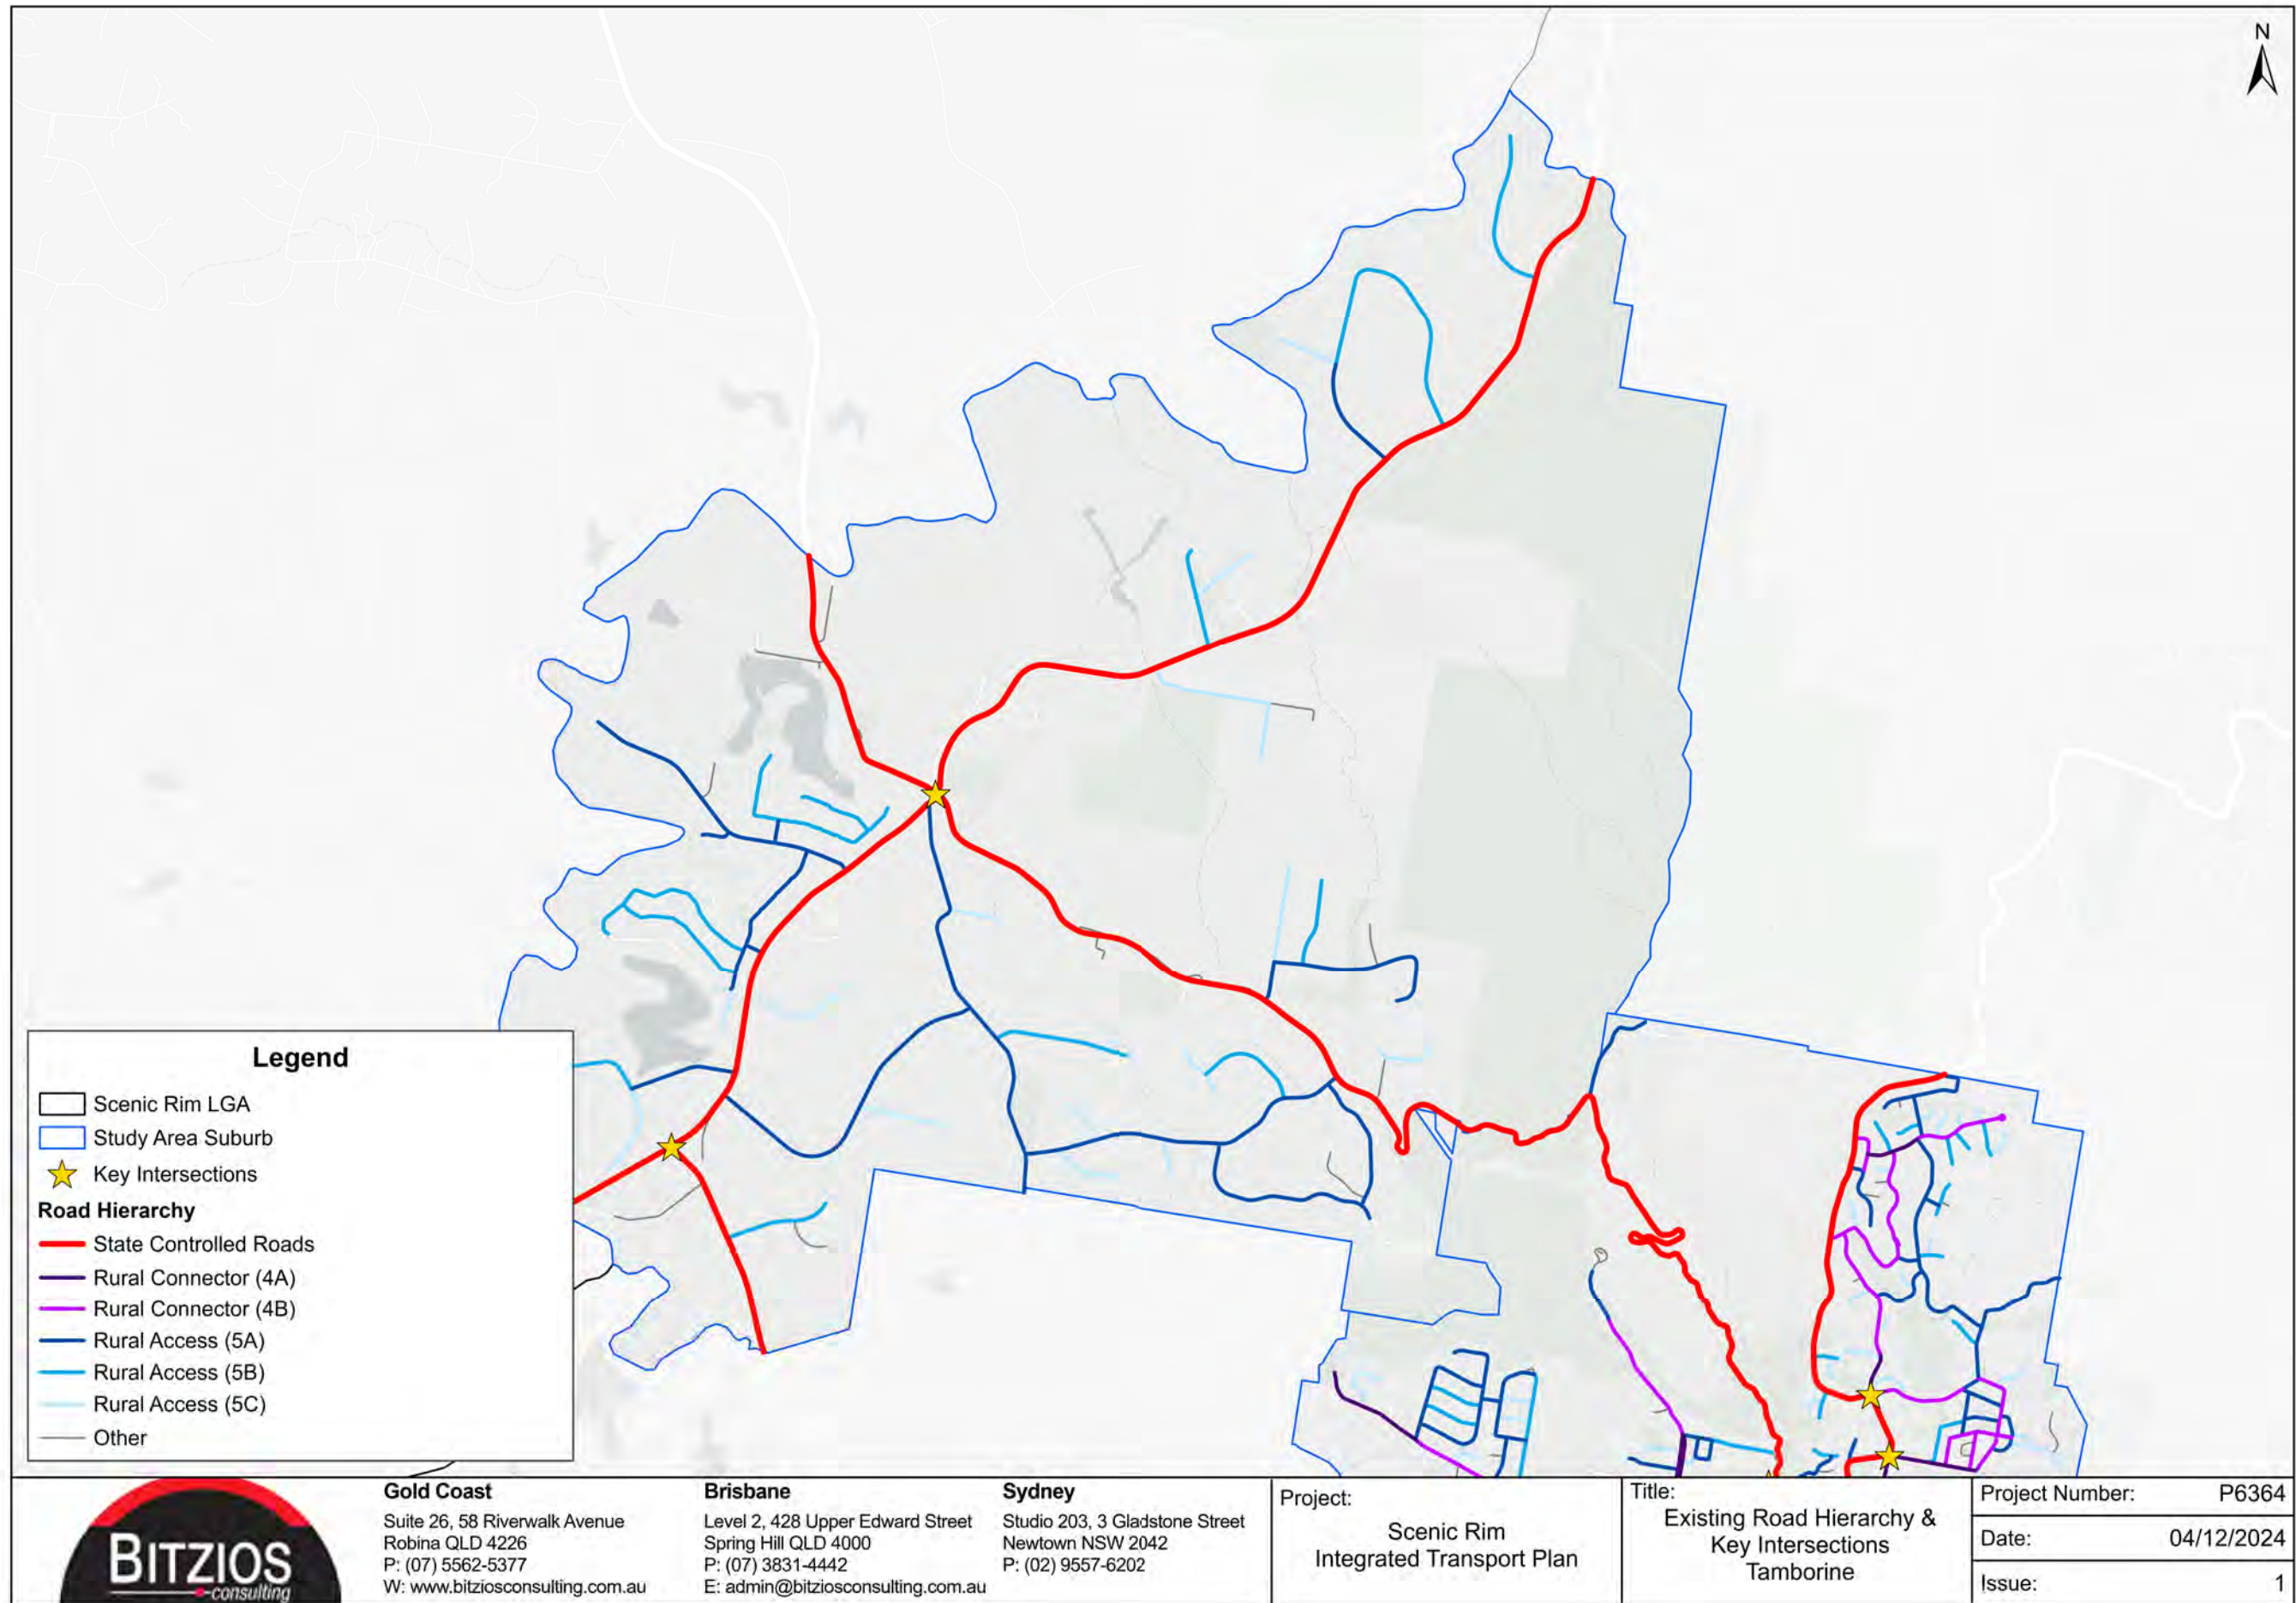 N
Legend
Scenic Rim LGA
Study Area Suburb
Key Intersections
Road Hierarchy
State Controlled Roads
Rural Connector (4A)
Rural Connector (4B)
Rural Access (5A)
Rural Access (5B)
Rural Access (5C)
Other
BITZIOS
consulting
Gold Coast
Suite 26, 58 Riverwalk Avenue
Robina QLD 4226
P: (07) 5562-5377
W: www.bitziosconsulting.com.au
Brisbane
Level 2, 428 Upper Edward Street
Spring Hill QLD 4000
P: (07) 3831-4442
E: admin@bitziosconsulting.com.au
Sydney
Studio 203, 3 Gladstone Street
Newtown NSW 2042
P: (02) 9557-6202
Project:
Scenic Rim
Integrated Transport Plan
Title:
Existing Road Hierarchy &
Key Intersections
Tamborine
Project Number: P6364
Date: 04/12/2024
Issue: 1